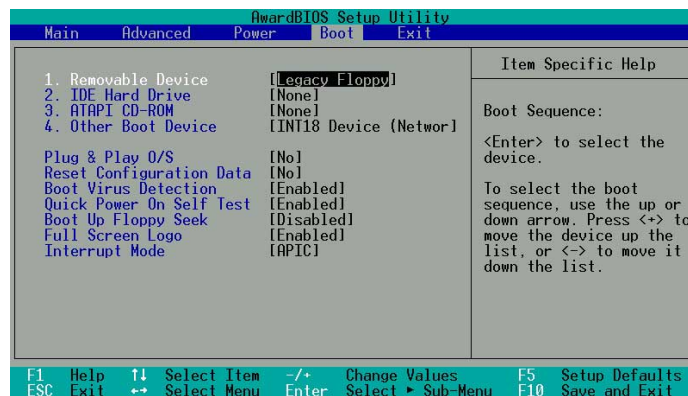 AwardBIOS Setup Utility
Main Advanced Power Boot Exit
1. Removable Device [Legacy Floppy]
2. IDE Hard Drive [None]
3. ATAPI CD-ROM [None]
4. Other Boot Device [INT18 Device (Networ]
Plug & Play O/S [No]
Reset Configuration Data [No]
Boot Virus Detection [Enabled]
Quick Power On Self Test [Enabled]
Boot Up Floppy Seek [Disabled]
Full Screen Logo [Enabled]
Interrupt Mode [APIC]
Item Specific Help
Boot Sequence:
<Enter> to select the
device.
To select the boot
sequence, use the up or
down arrow. Press <+> to
move the device up the
list, or <-> to move it
down the list.
F1 Help ↑↓ Select Item -/+ Change Values F5 Setup Defaults
ESC Exit ←→ Select Menu Enter Select ► Sub-Menu F10 Save and Exit